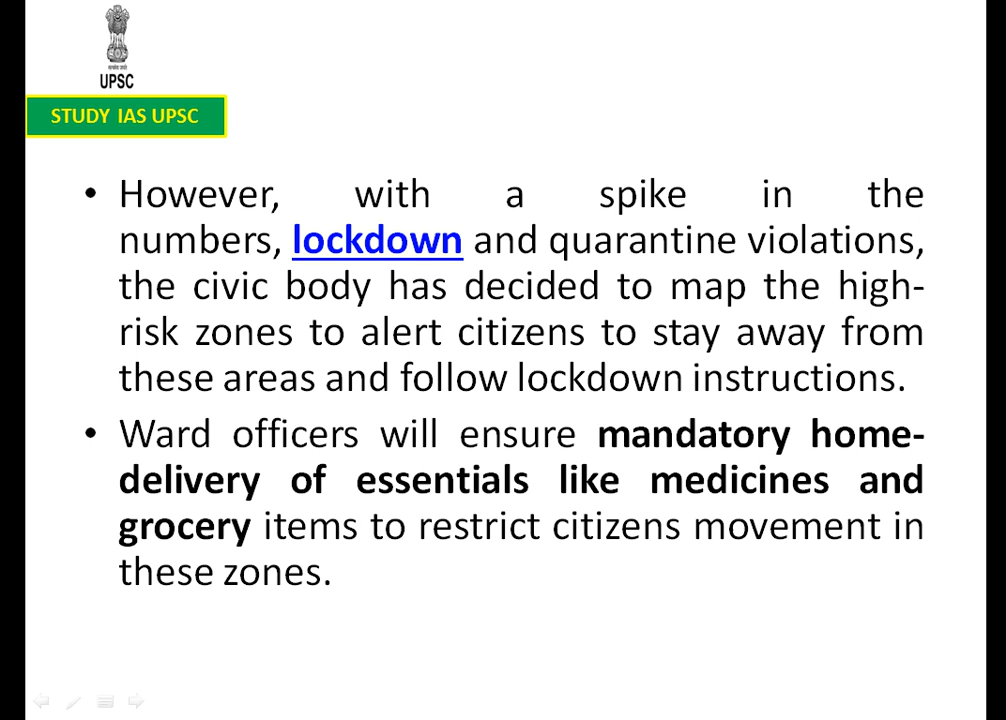 UPSC
STUDY IAS UPSC
• However, with a spike in the
numbers, lockdown and quarantine violations,
the civic body has decided to map the high-
risk zones to alert citizens to stay away from
these areas and follow lockdown instructions.
• Ward officers will ensure mandatory home-
delivery of essentials like medicines and
grocery items to restrict citizens movement in
these zones.